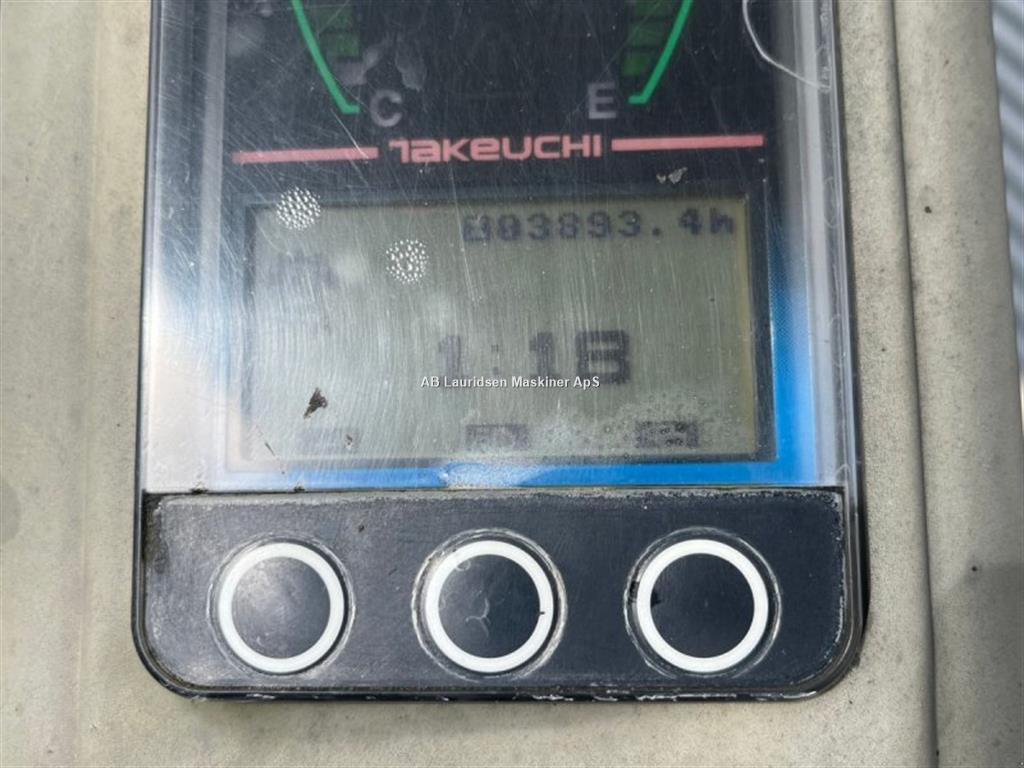 C E
TAKEUCHI
003893.4h
1:18
AB Lauridsen Maskiner ApS